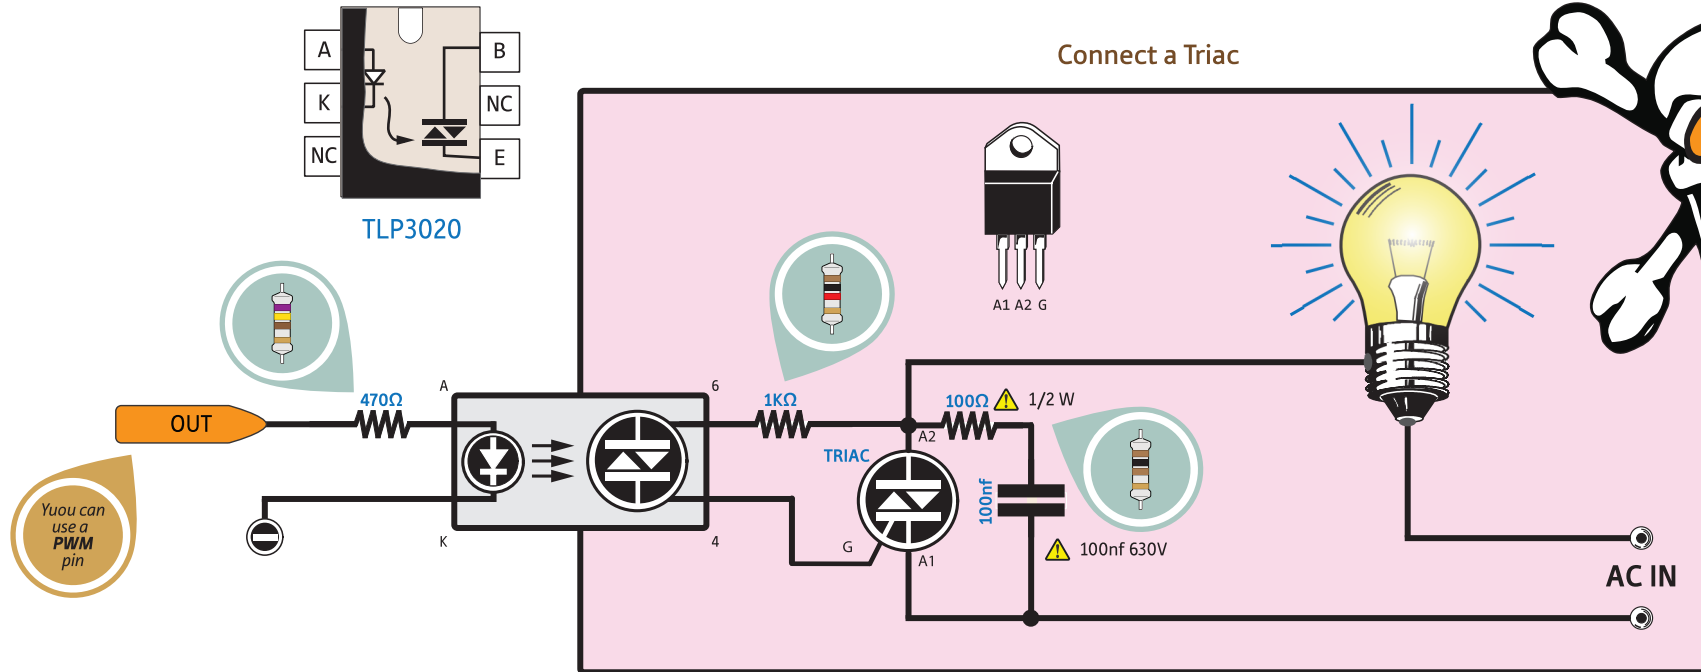 Connect a Triac
A
B
K
NC
NC
E
TLP3020
A1 A2 G
A
6
470Ω
1KΩ
100Ω
1/2 W
OUT
A2
TRIAC
100nf
Yuou can
use a
PWM
pin
K
4
G
A1
100nf 630V
AC IN